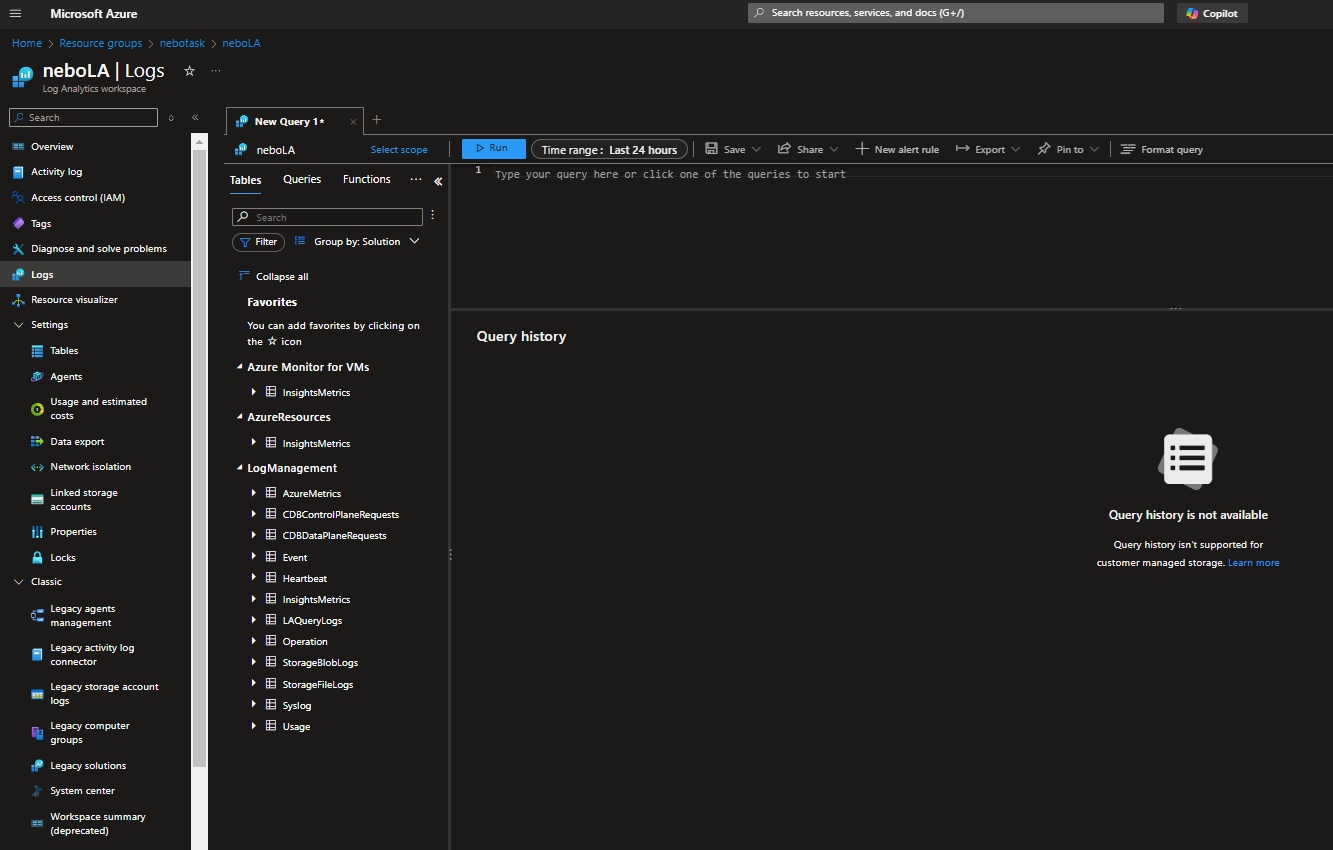 Microsoft Azure
Search resources, services, and docs (G+/)
Copilot
Home > Resource groups > nebotask > neboLA
neboLA | Logs
Log Analytics workspace
Search
Overview
Activity log
Access control (IAM)
Tags
Diagnose and solve problems
Logs
Resource visualizer
Settings
Tables
Agents
Usage and estimated
costs
Data export
Network isolation
Linked storage
accounts
Properties
Locks
Classic
Legacy agents
management
Legacy activity log
connector
Legacy storage account
logs
Legacy computer
groups
Legacy solutions
System center
Workspace summary
(deprecated)
New Query 1*
neboLA
Select scope
Run
Time range : Last 24 hours
Save
Share
New alert rule
Export
Pin to
Format query
Tables
Queries
Functions
Search
Filter
Group by: Solution
Collapse all
Favorites
You can add favorites by clicking on
the ☆ icon
Azure Monitor for VMs
InsightsMetrics
AzureResources
InsightsMetrics
LogManagement
AzureMetrics
CDBControlPlaneRequests
CDBDataPlaneRequests
Event
Heartbeat
InsightsMetrics
LAQueryLogs
Operation
StorageBlobLogs
StorageFileLogs
Syslog
Usage
1 Type your query here or click one of the queries to start
Query history
Query history is not available
Query history isn't supported for
customer managed storage. Learn more